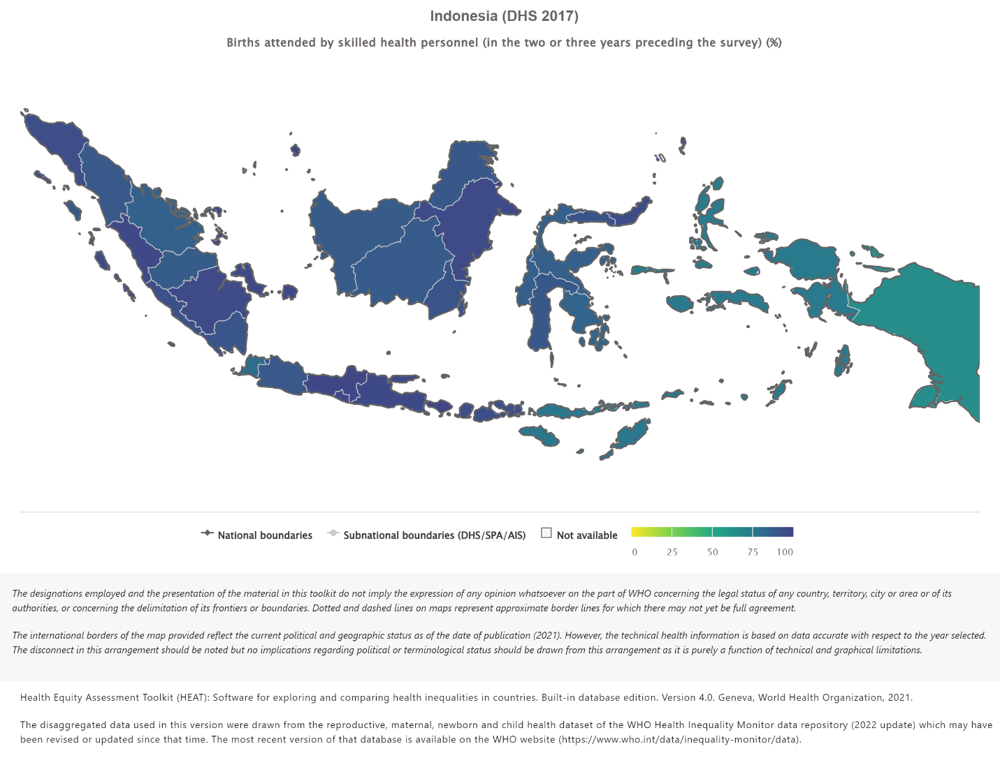 Indonesia (DHS 2017)
Births attended by skilled health personnel (in the two or three years preceding the survey) (%)
National boundaries
Subnational boundaries (DHS/SPA/AIS)
Not available
0 25 50 75 100
The designations employed and the presentation of the material in this toolkit do not imply the expression of any opinion whatsoever on the part of WHO concerning the legal status of any country, territory, city or area or of its
authorities, or concerning the delimitation of its frontiers or boundaries. Dotted and dashed lines on maps represent approximate border lines for which there may not yet be full agreement.
The international borders of the map provided reflect the current political and geographic status as of the date of publication (2021). However, the technical health information is based on data accurate with respect to the year selected.
The disconnect in this arrangement should be noted but no implications regarding political or terminological status should be drawn from this arrangement as it is purely a function of technical and graphical limitations.
Health Equity Assessment Toolkit (HEAT): Software for exploring and comparing health inequalities in countries. Built-in database edition. Version 4.0. Geneva, World Health Organization, 2021.
The disaggregated data used in this version were drawn from the reproductive, maternal, newborn and child health dataset of the WHO Health Inequality Monitor data repository (2022 update) which may have
been revised or updated since that time. The most recent version of that database is available on the WHO website (https://www.who.int/data/inequality-monitor/data).